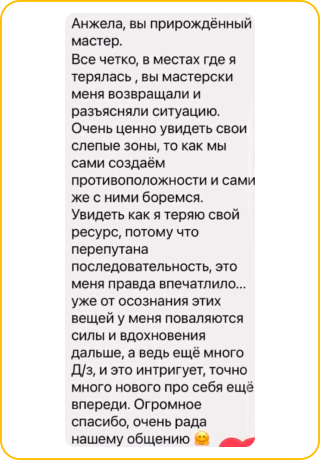 Анжела, вы прирождённый
мастер.
Все четко, в местах где я
терялась , вы мастерски
меня возвращали и
разъясняли ситуацию.
Очень ценно увидеть свои
слепые зоны, то как мы
сами создаём
противоположности и сами
же с ними боремся.
Увидеть как я теряю свой
ресурс, потому что
перепутана
последовательность, это
меня правда впечатлило...
уже от осознания этих
вещей у меня поваляются
силы и вдохновения
дальше, а ведь ещё много
Д/з, и это интригует, точно
много нового про себя ещё
впереди. Огромное
спасибо, очень рада
нашему общению 🤗